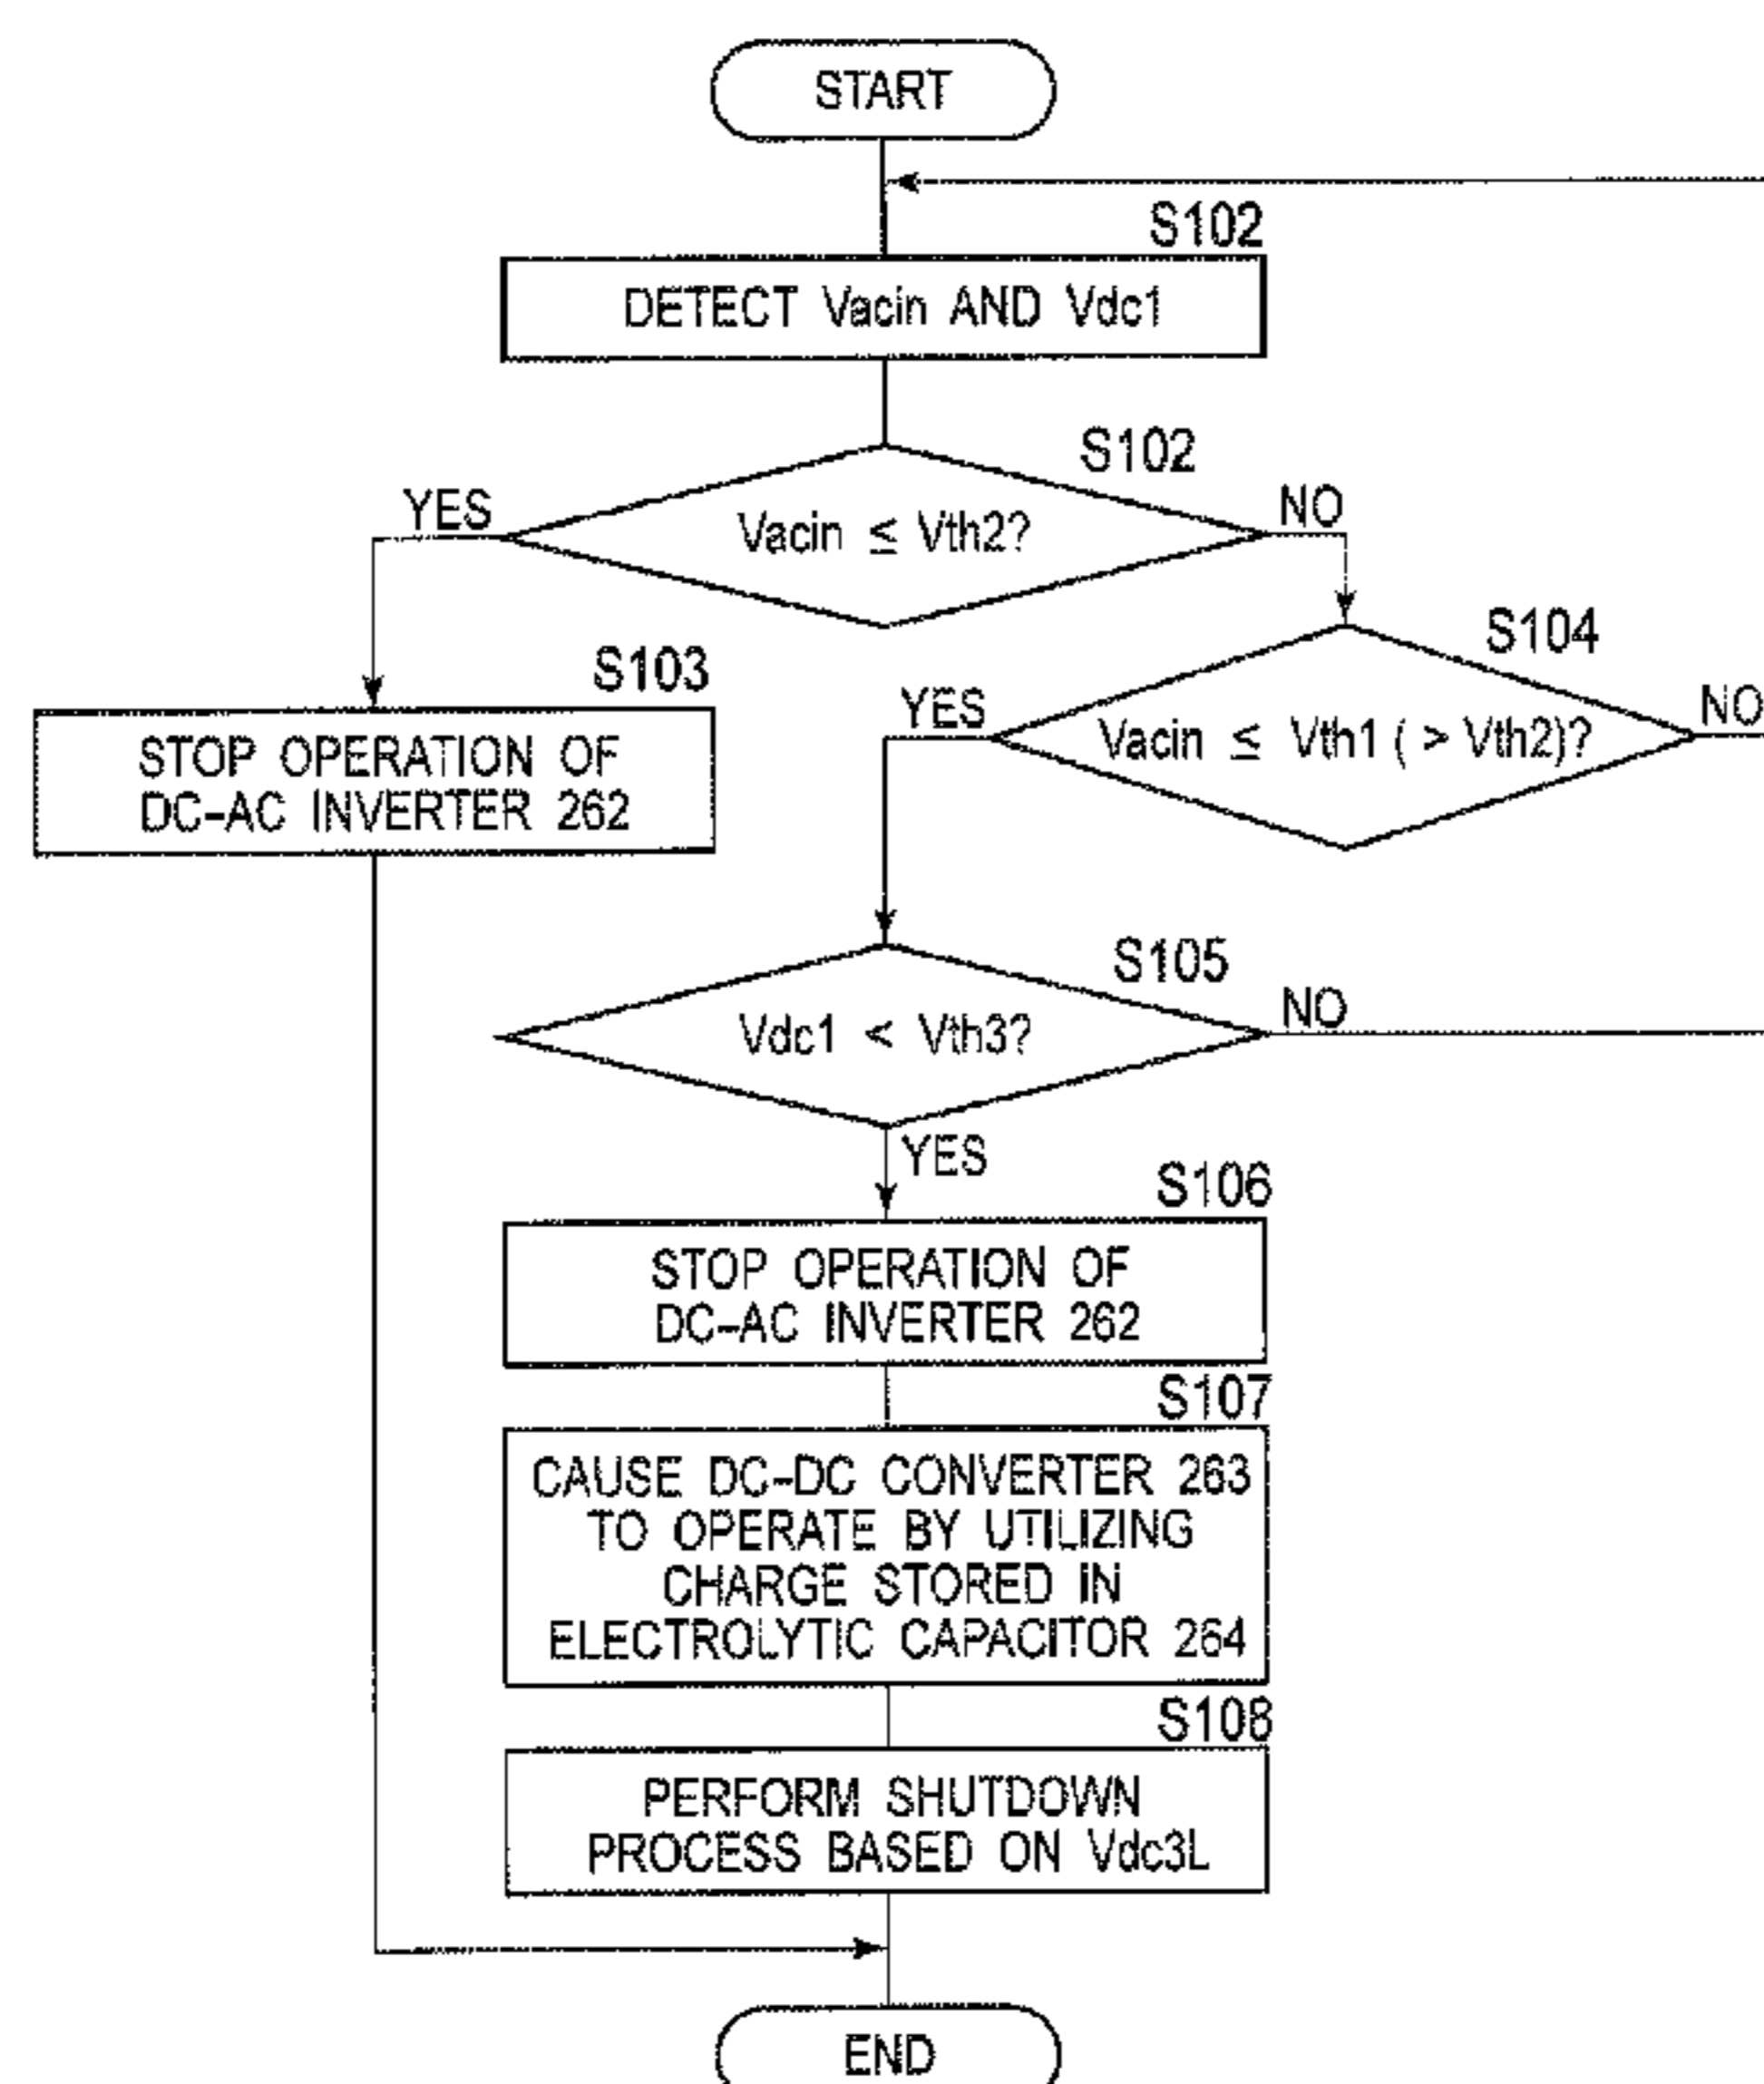 START
S102
DETECT Vacin AND Vdc1
S102
YES
Vacin ≤ Vth2?
NO
S104
S103
YES
Vacin ≤ Vth1 ( > Vth2)?
NO
STOP OPERATION OF
DC-AC INVERTER 262
S105
Vdc1 < Vth3?
NO
YES
S106
STOP OPERATION OF
DC-AC INVERTER 262
S107
CAUSE DC-DC CONVERTER 263
TO OPERATE BY UTILIZING
CHARGE STORED IN
ELECTROLYTIC CAPACITOR 264
S108
PERFORM SHUTDOWN
PROCESS BASED ON Vdc3L
END